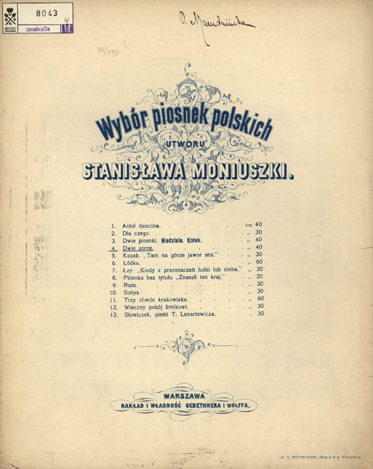 8043
muzykalia
Wybór piosnek polskich
UTWORU
STANISŁAWA MONIUSZKI.
1. Anioł dziecina. kop. 40
2. Dla czego. „ 30
3. Dwie piosnki. Niedziela. Kotek. „ 40
4. Dwie zorze. „ 40
5. Kozak. „Tam na górze jawor stoi.” „ 30
6. Łódka. „ 60
7. Łzy. „Kiedy z przeznaczeń ludzi lub nieba.” „ 30
8. Piosnka bez tytułu „Znaszli ten kraj.” „ 20
9. Ruta. „ 30
10. Sołtys. „ 30
11. Trzy chwile krakowiaka. „ 60
12. Wieczny pokój lirnikowi. „ 30
13. Słowiczek, pieśń T. Lenartowicza. „ 30
WARSZAWA
NAKŁAD I WŁASNOŚĆ GEBETHNERA I WOLFFA.